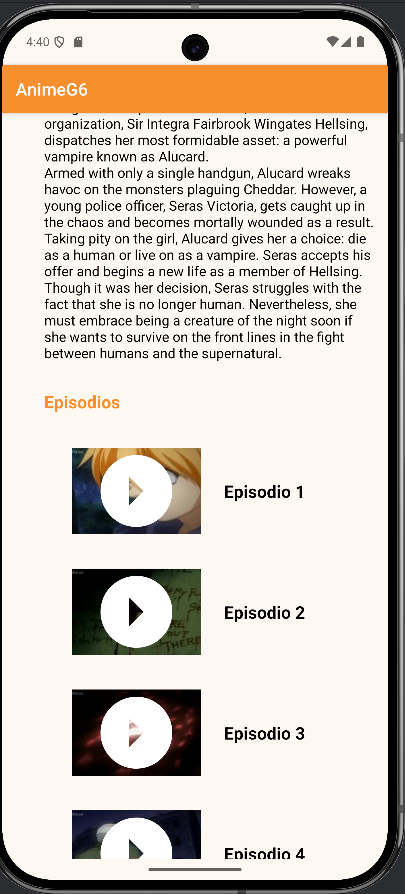 4:40
AnimeG6
organization, Sir Integra Fairbrook Wingates Hellsing,
dispatches her most formidable asset: a powerful
vampire known as Alucard.
Armed with only a single handgun, Alucard wreaks
havoc on the monsters plaguing Cheddar. However, a
young police officer, Seras Victoria, gets caught up in
the chaos and becomes mortally wounded as a result.
Taking pity on the girl, Alucard gives her a choice: die
as a human or live on as a vampire. Seras accepts his
offer and begins a new life as a member of Hellsing.
Though it was her decision, Seras struggles with the
fact that she is no longer human. Nevertheless, she
must embrace being a creature of the night soon if
she wants to survive on the front lines in the fight
between humans and the supernatural.
Episodios
Episodio 1
Episodio 2
Episodio 3
Episodio 4